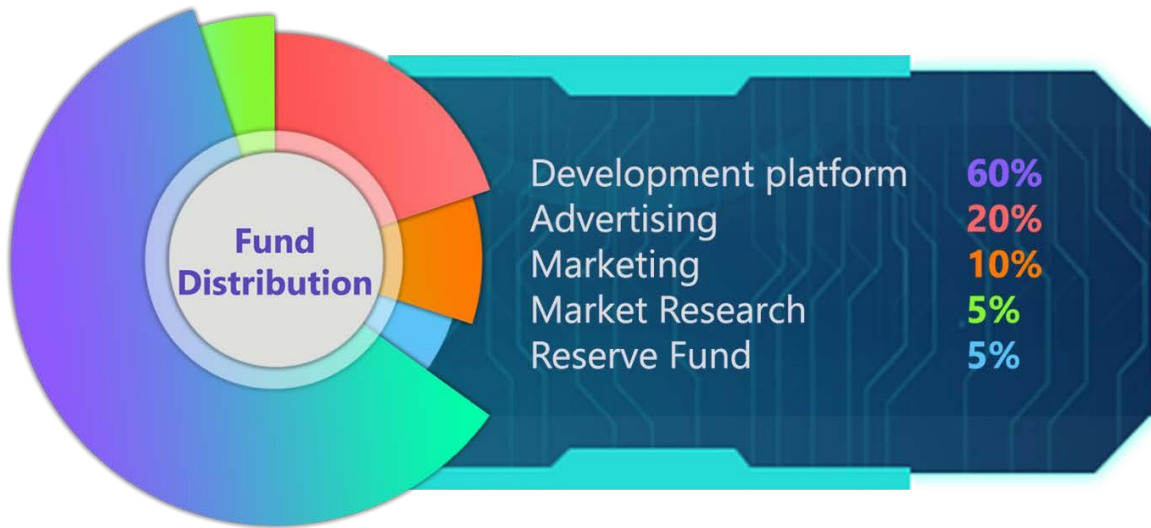 Fund
Distribution
Development platform 60%
Advertising 20%
Marketing 10%
Market Research 5%
Reserve Fund 5%